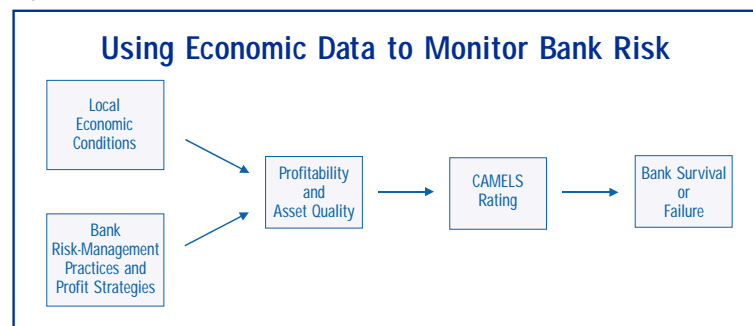 Using Economic Data to Monitor Bank Risk
Local
Economic
Conditions
Bank
Risk-Management
Practices and
Profit Strategies
Profitability
and
Asset Quality
CAMELS
Rating
Bank Survival
or
Failure